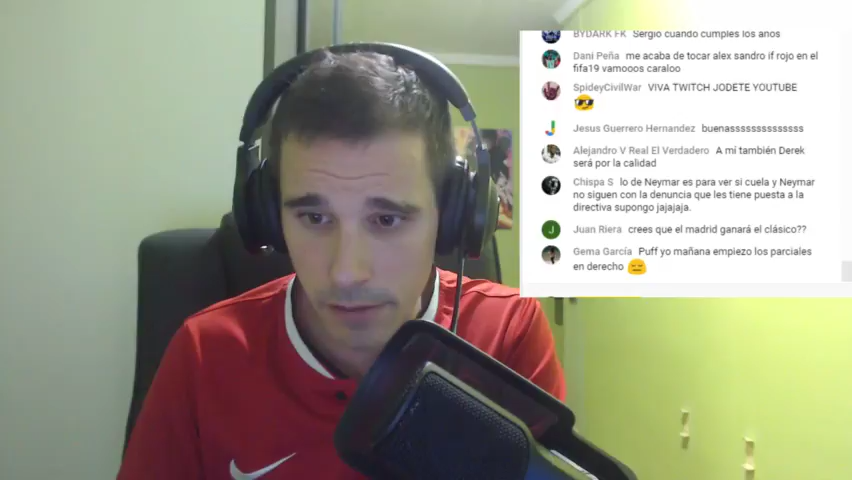 BYDARK FK Sergio cuando cumples los años
Dani Peña me acaba de tocar alex sandro if rojo en el
fifa19 vamooos caraloo
SpideyCivilWar VIVA TWITCH JODETE YOUTUBE
Jesus Guerrero Hernandez buenassssssssssssss
Alejandro V Real El Verdadero A mí también Derek
será por la calidad
Chispa S lo de Neymar es para ver si cuela y Neymar
no siguen con la denuncia que les tiene puesta a la
directiva supongo jajajaja.
J Juan Riera crees que el madrid ganará el clásico??
Gema García Puff yo mañana empiezo los parciales
en derecho